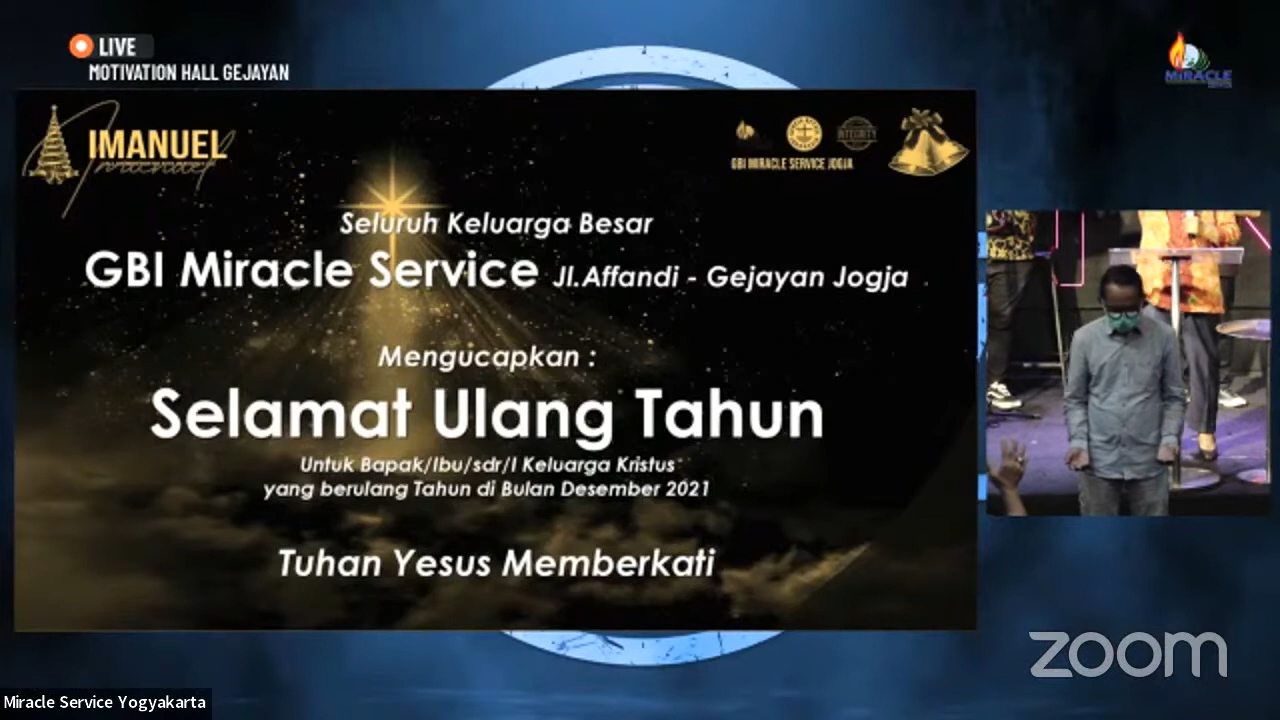 LIVE
MOTIVATION HALL GEJAYAN
MIRACLE
IMANUEL
Imanuel
INTEGRITY
GBI MIRACLE SERVICE JOGJA
Seluruh Keluarga Besar
GBI Miracle Service Jl.Affandi - Gejayan Jogja
Mengucapkan :
Selamat Ulang Tahun
Untuk Bapak/Ibu/sdr/I Keluarga Kristus
yang berulang Tahun di Bulan Desember 2021
Tuhan Yesus Memberkati
zoom
Miracle Service Yogyakarta